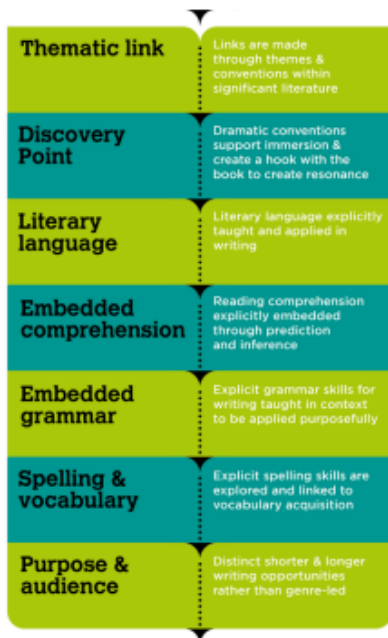 Thematic link
Links are made
through themes &
conventions within
significant literature
Discovery
Point
Dramatic conventions
support immersion &
create a hook with the
book to create resonance
Literary
language
Literary language explicitly
taught and applied in
writing
Embedded
comprehension
Reading comprehension
explicitly embedded
through prediction
and inference
Embedded
grammar
Explicit grammar skills for
writing taught in context
to be applied purposefully
Spelling &
vocabulary
Explicit spelling skills are
explored and linked to
vocabulary acquisition
Purpose &
audience
Distinct shorter & longer
writing opportunities
rather than genre-led